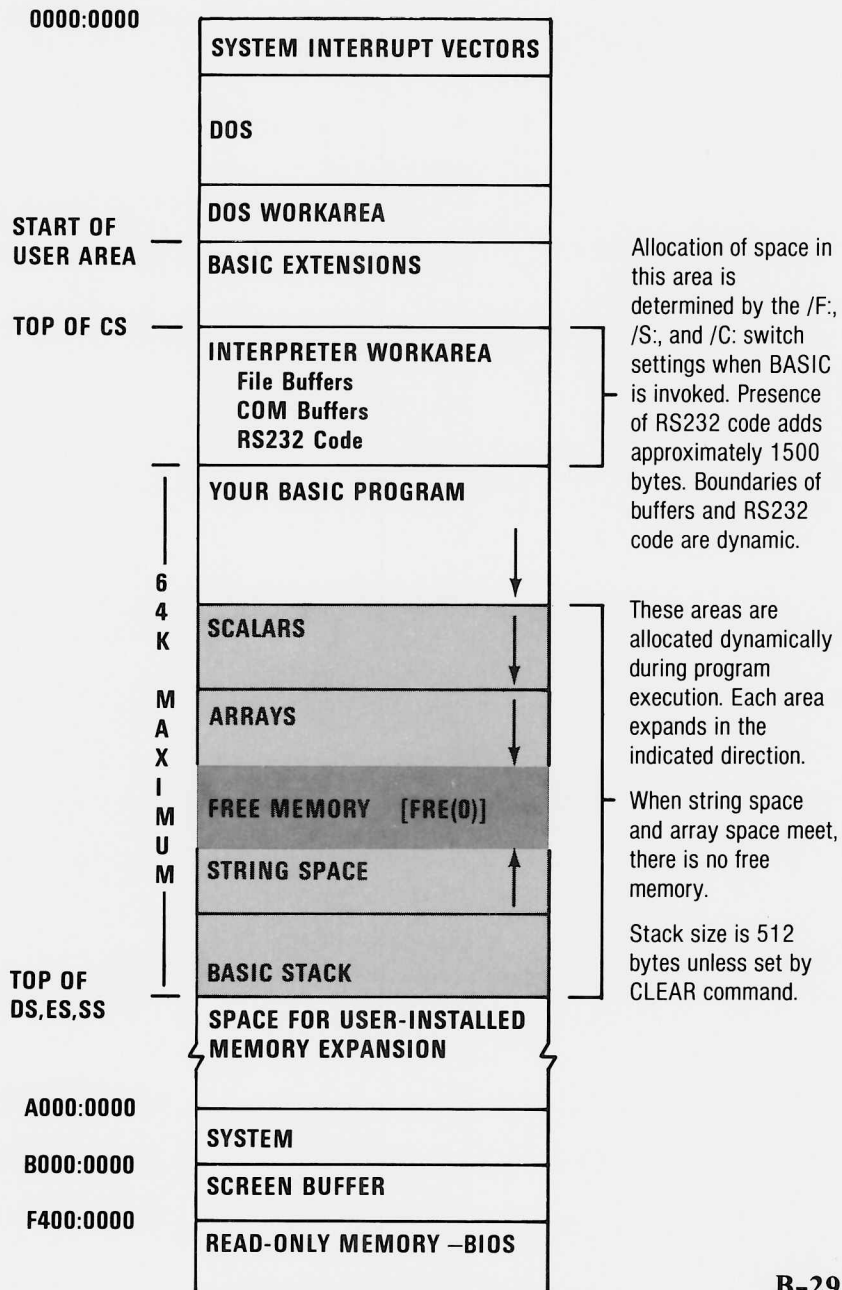 0000:0000
SYSTEM INTERRUPT VECTORS
DOS
DOS WORKAREA
START OF
USER AREA
BASIC EXTENSIONS
TOP OF CS
INTERPRETER WORKAREA
File Buffers
COM Buffers
RS232 Code
Allocation of space in
this area is
determined by the /F:,
/S:, and /C: switch
settings when BASIC
is invoked. Presence
of RS232 code adds
approximately 1500
bytes. Boundaries of
buffers and RS232
code are dynamic.
YOUR BASIC PROGRAM
64K MAXIMUM
SCALARS
ARRAYS
FREE MEMORY [FRE(0)]
STRING SPACE
BASIC STACK
These areas are
allocated dynamically
during program
execution. Each area
expands in the
indicated direction.
When string space
and array space meet,
there is no free
memory.
Stack size is 512
bytes unless set by
CLEAR command.
TOP OF
DS,ES,SS
SPACE FOR USER-INSTALLED
MEMORY EXPANSION
A000:0000
SYSTEM
B000:0000
SCREEN BUFFER
F400:0000
READ-ONLY MEMORY –BIOS
B-29